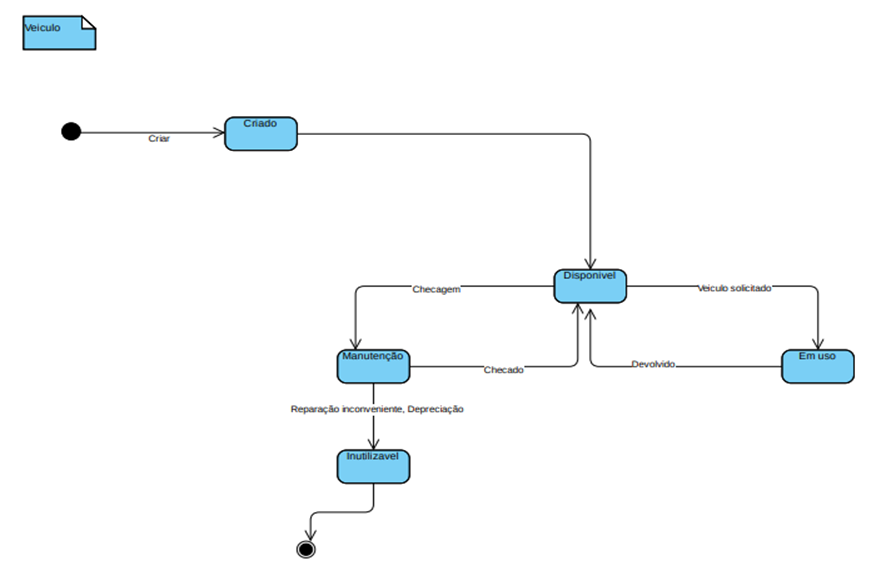 Veiculo
Criar
Criado
Disponivel
Checagem
Veiculo solicitado
Manutenção
Em uso
Checado
Devolvido
Reparação inconveniente, Depreciação
Inutilizavel